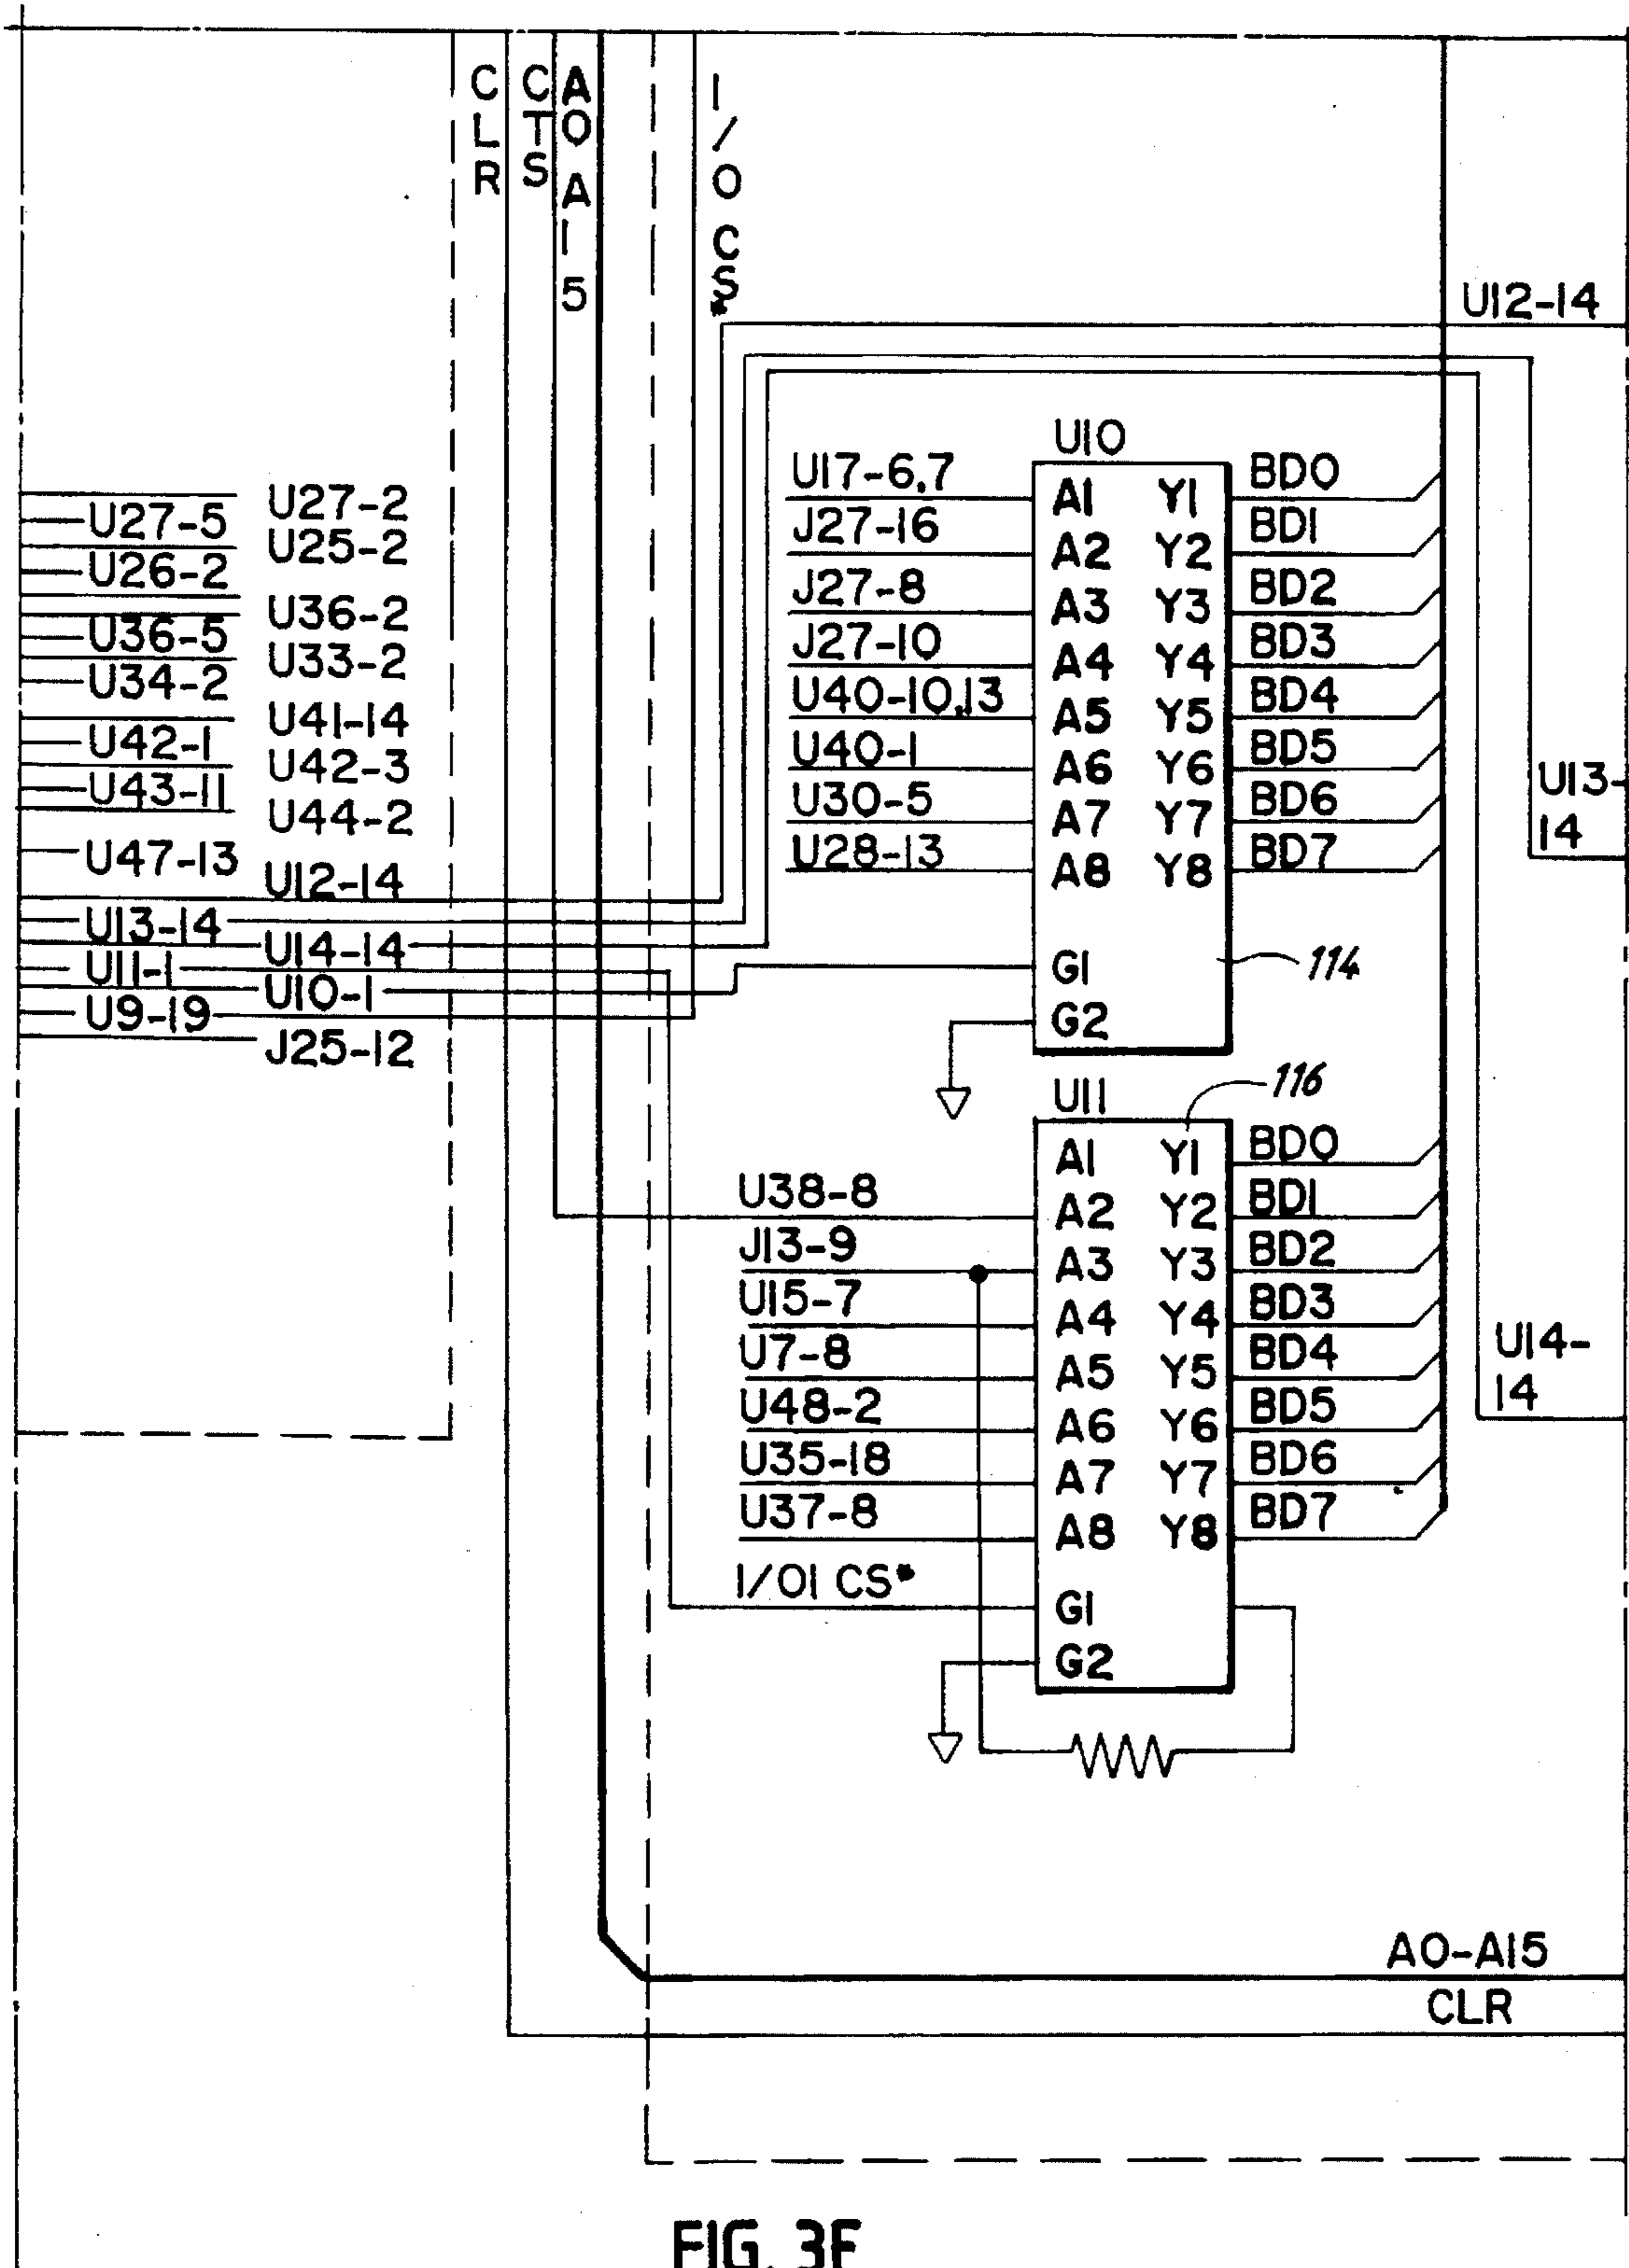 CLR
CTS
A0 A15
I/O CS*
U12-14
U10
U17-6,7 A1 Y1 BD0
J27-16 A2 Y2 BD1
J27-8 A3 Y3 BD2
J27-10 A4 Y4 BD3
U40-10,13 A5 Y5 BD4
U40-1 A6 Y6 BD5
U30-5 A7 Y7 BD6
U28-13 A8 Y8 BD7
G1
G2
114
U13-
14
U27-2
U27-5
U25-2
U26-2
U36-2
U36-5
U33-2
U34-2
U41-14
U42-1
U42-3
U43-11
U44-2
U47-13
U12-14
U13-14
U14-14
U11-1
U10-1
U9-19
J25-12
U11
116
A1 Y1 BD0
U38-8 A2 Y2 BD1
J13-9 A3 Y3 BD2
U15-7 A4 Y4 BD3
U7-8 A5 Y5 BD4
U48-2 A6 Y6 BD5
U35-18 A7 Y7 BD6
U37-8 A8 Y8 BD7
I/O1 CS* G1
G2
U14-
14
A0-A15
CLR
FIG. 3F